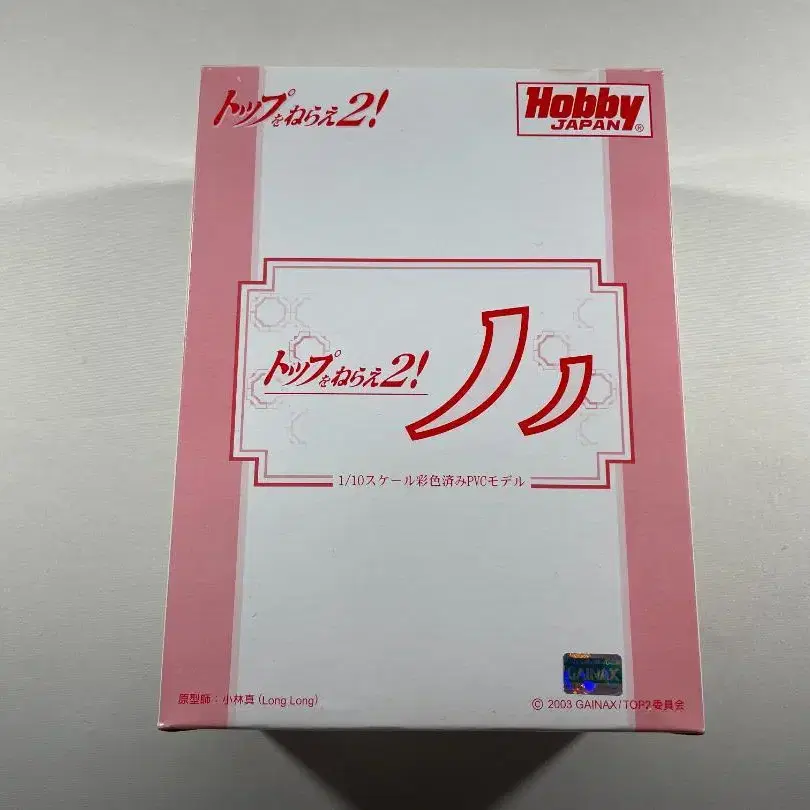 トップをねらえ2!
Hobby
JAPAN®
トップをねらえ2!
ノノ
1/10スケール彩色済みPVCモデル
GAINAX
原型師：小林真（Long Long）
© 2003 GAINAX/TOP2委員会